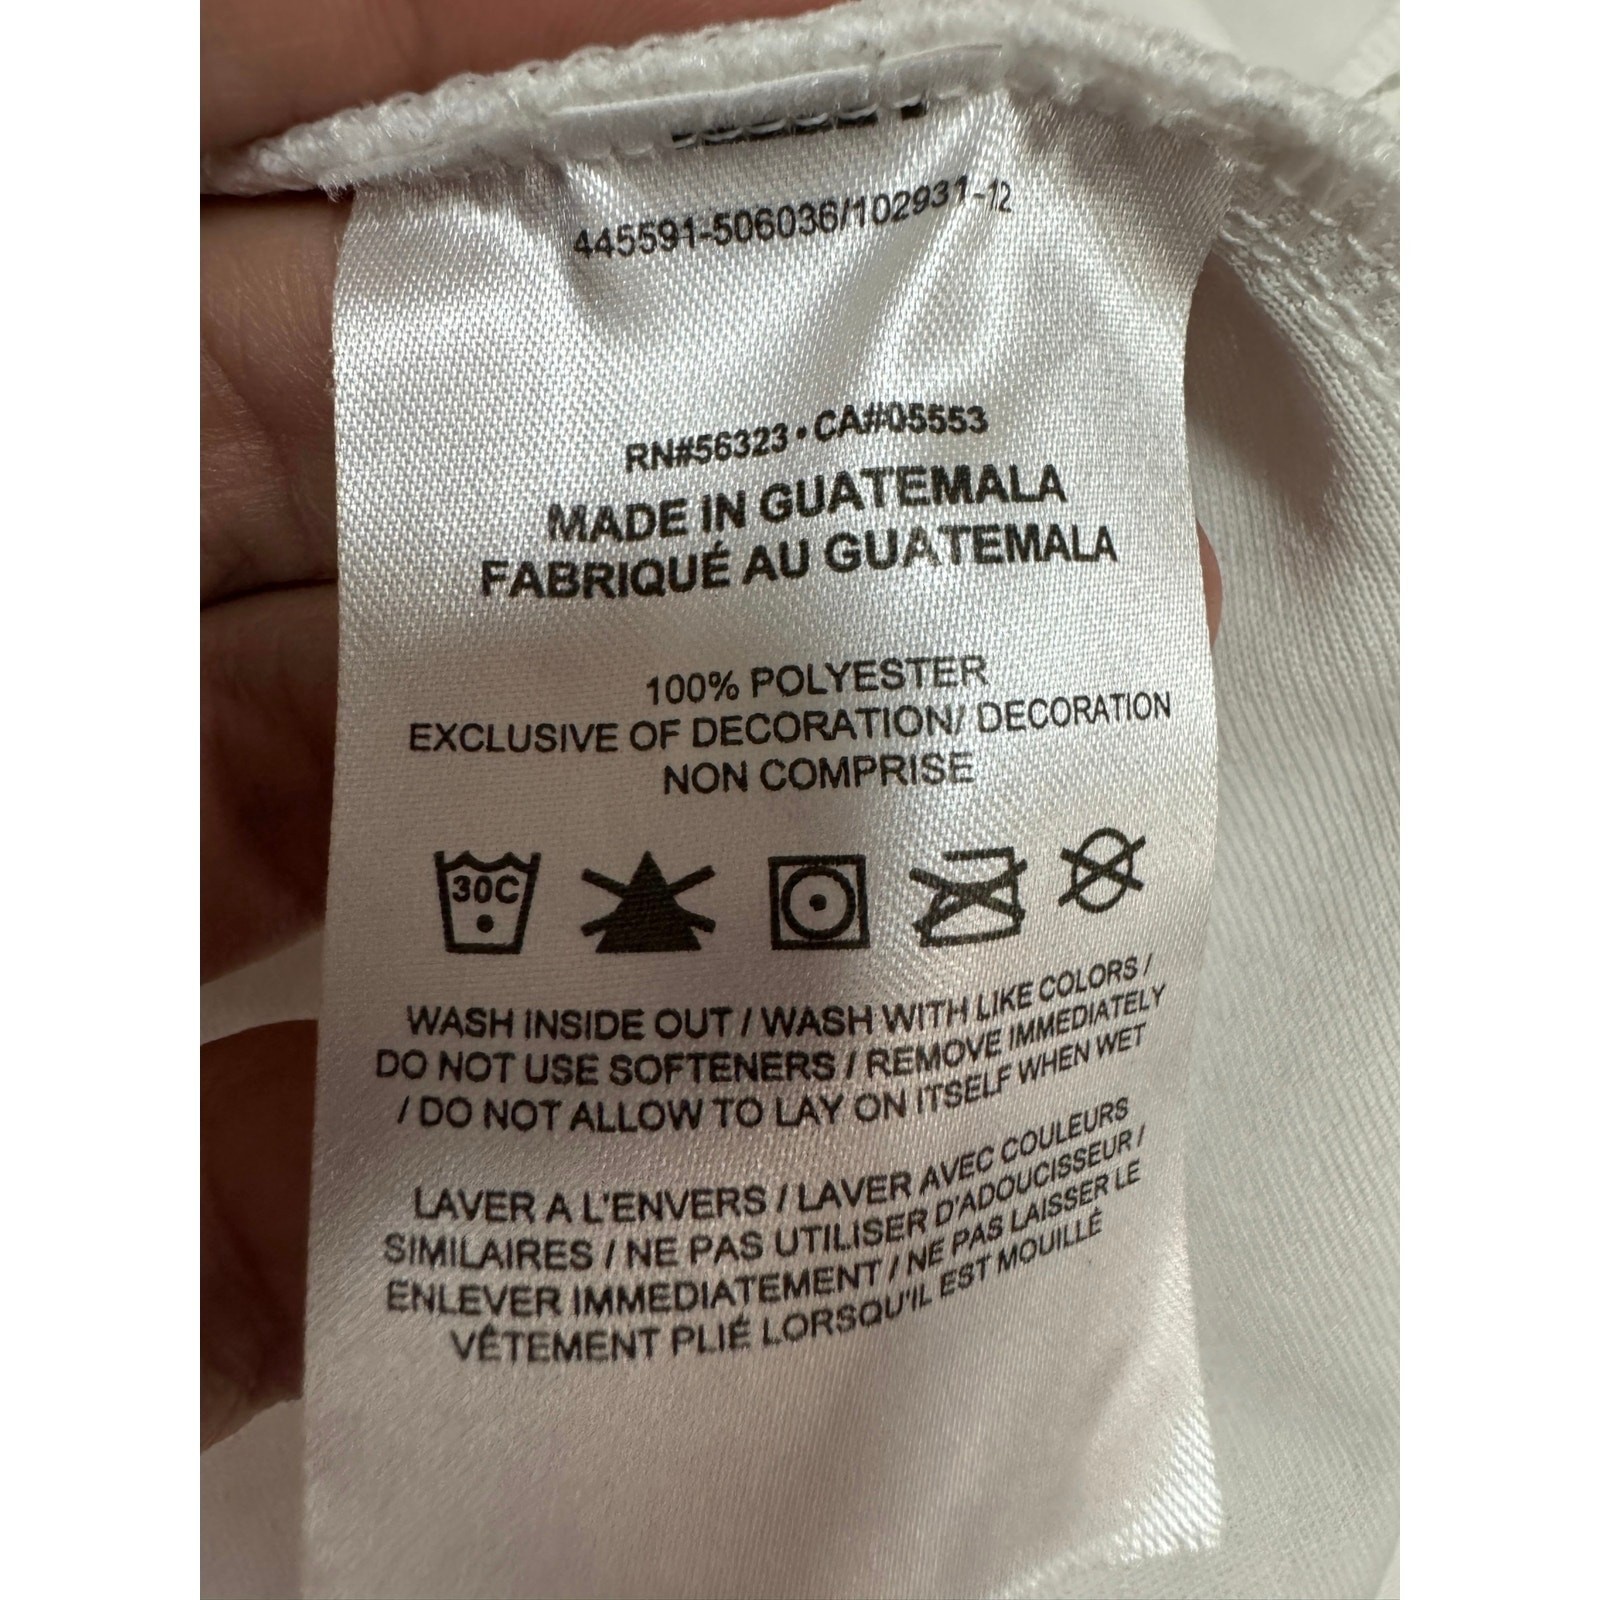 445591-506036/102931-12
RN#56323 • CA#05553
MADE IN GUATEMALA
FABRIQUÉ AU GUATEMALA
100% POLYESTER
EXCLUSIVE OF DECORATION/ DECORATION
NON COMPRISE
30C
WASH INSIDE OUT / WASH WITH LIKE COLORS /
DO NOT USE SOFTENERS / REMOVE IMMEDIATELY
/ DO NOT ALLOW TO LAY ON ITSELF WHEN WET
LAVER A L'ENVERS / LAVER AVEC COULEURS
SIMILAIRES / NE PAS UTILISER D'ADOUCISSEUR /
ENLEVER IMMEDIATEMENT / NE PAS LAISSER LE
VÊTEMENT PLIÉ LORSQU'IL EST MOUILLÉ